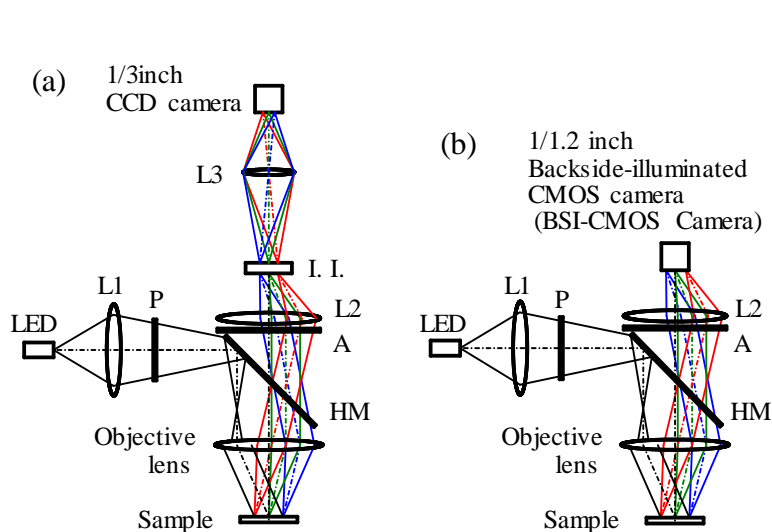 (a)
1/3inch
CCD camera
L3
I. I.
L1
P
L2
LED
A
HM
Objective
lens
Sample
(b)
1/1.2 inch
Backside-illuminated
CMOS camera
(BSI-CMOS Camera)
L1
P
L2
LED
A
HM
Objective
lens
Sample